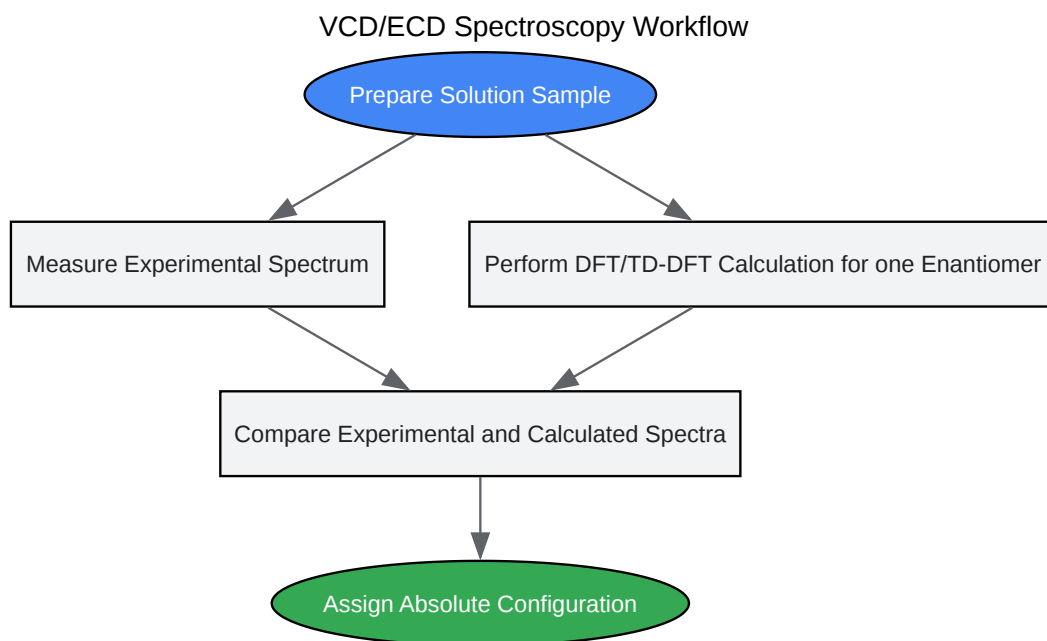 VCD/ECD Spectroscopy Workflow
Prepare Solution Sample
Measure Experimental Spectrum
Perform DFT/TD-DFT Calculation for one Enantiomer
Compare Experimental and Calculated Spectra
Assign Absolute Configuration